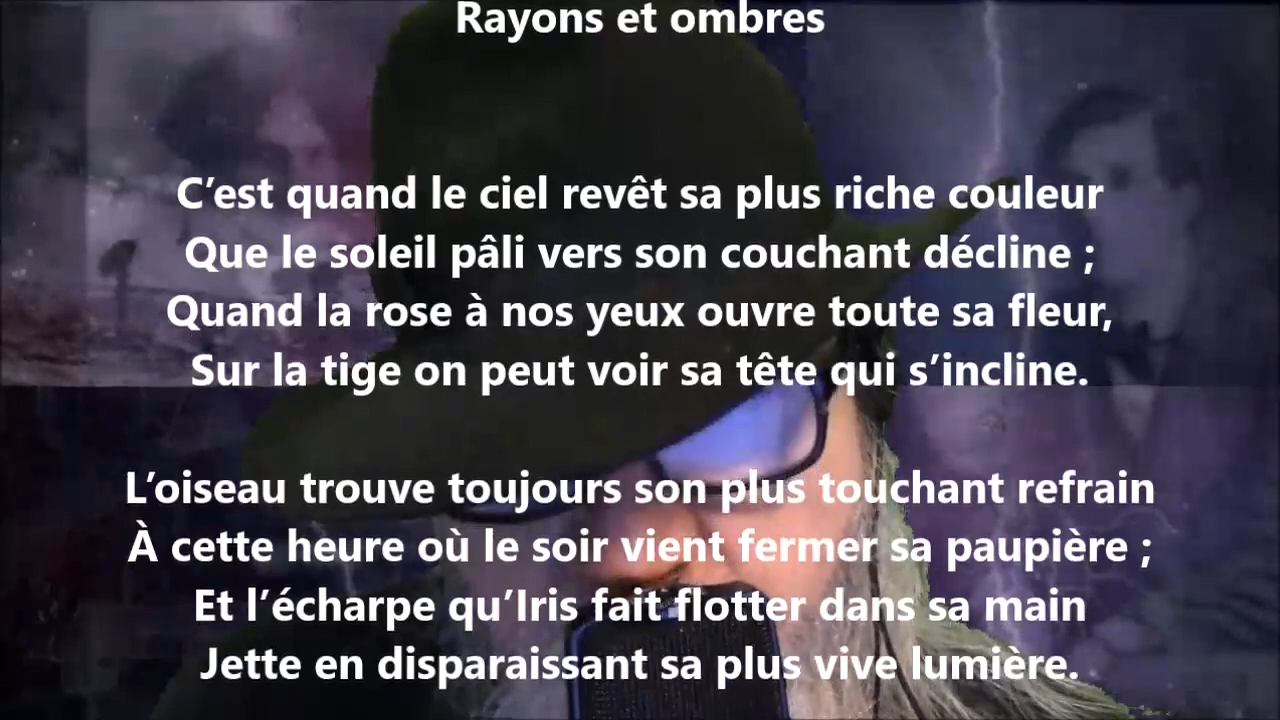 Rayons et ombres
C’est quand le ciel revêt sa plus riche couleur
Que le soleil pâli vers son couchant décline ;
Quand la rose à nos yeux ouvre toute sa fleur,
Sur la tige on peut voir sa tête qui s’incline.
L’oiseau trouve toujours son plus touchant refrain
À cette heure où le soir vient fermer sa paupière ;
Et l’écharpe qu’Iris fait flotter dans sa main
Jette en disparaissant sa plus vive lumière.